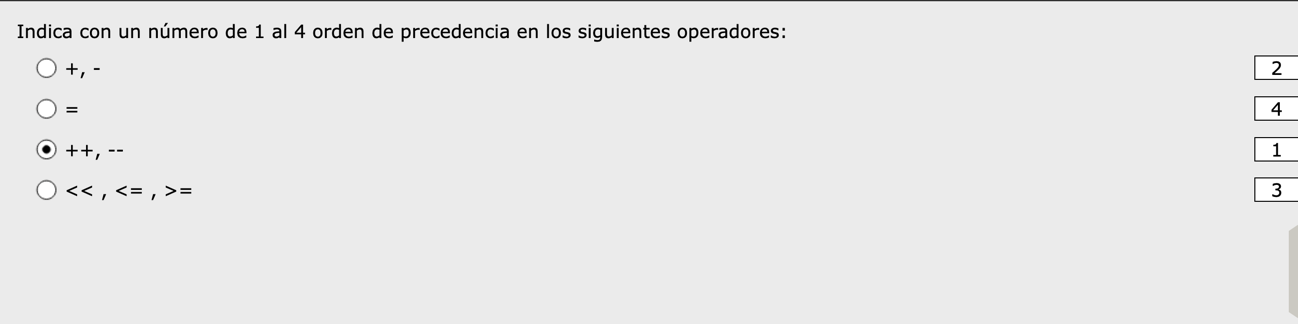 Indica con un número de 1 al 4 orden de precedencia en los siguientes operadores:
+, - 2
= 4
++, -- 1
<< , <= , >= 3